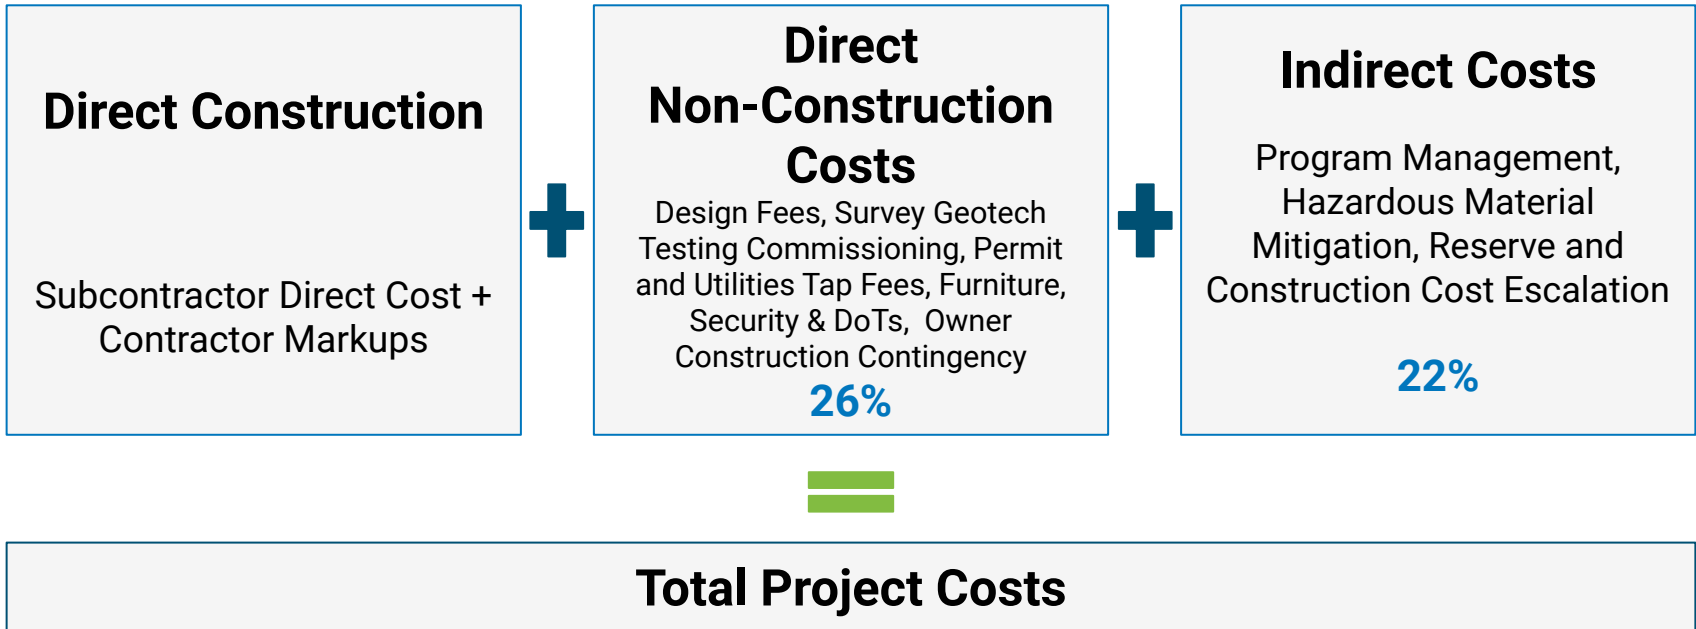 Direct Construction
Subcontractor Direct Cost +
Contractor Markups
Direct
Non-Construction
Costs
Design Fees, Survey Geotech
Testing Commissioning, Permit
and Utilities Tap Fees, Furniture,
Security & DoTs, Owner
Construction Contingency
26%
Indirect Costs
Program Management,
Hazardous Material
Mitigation, Reserve and
Construction Cost Escalation
22%
Total Project Costs